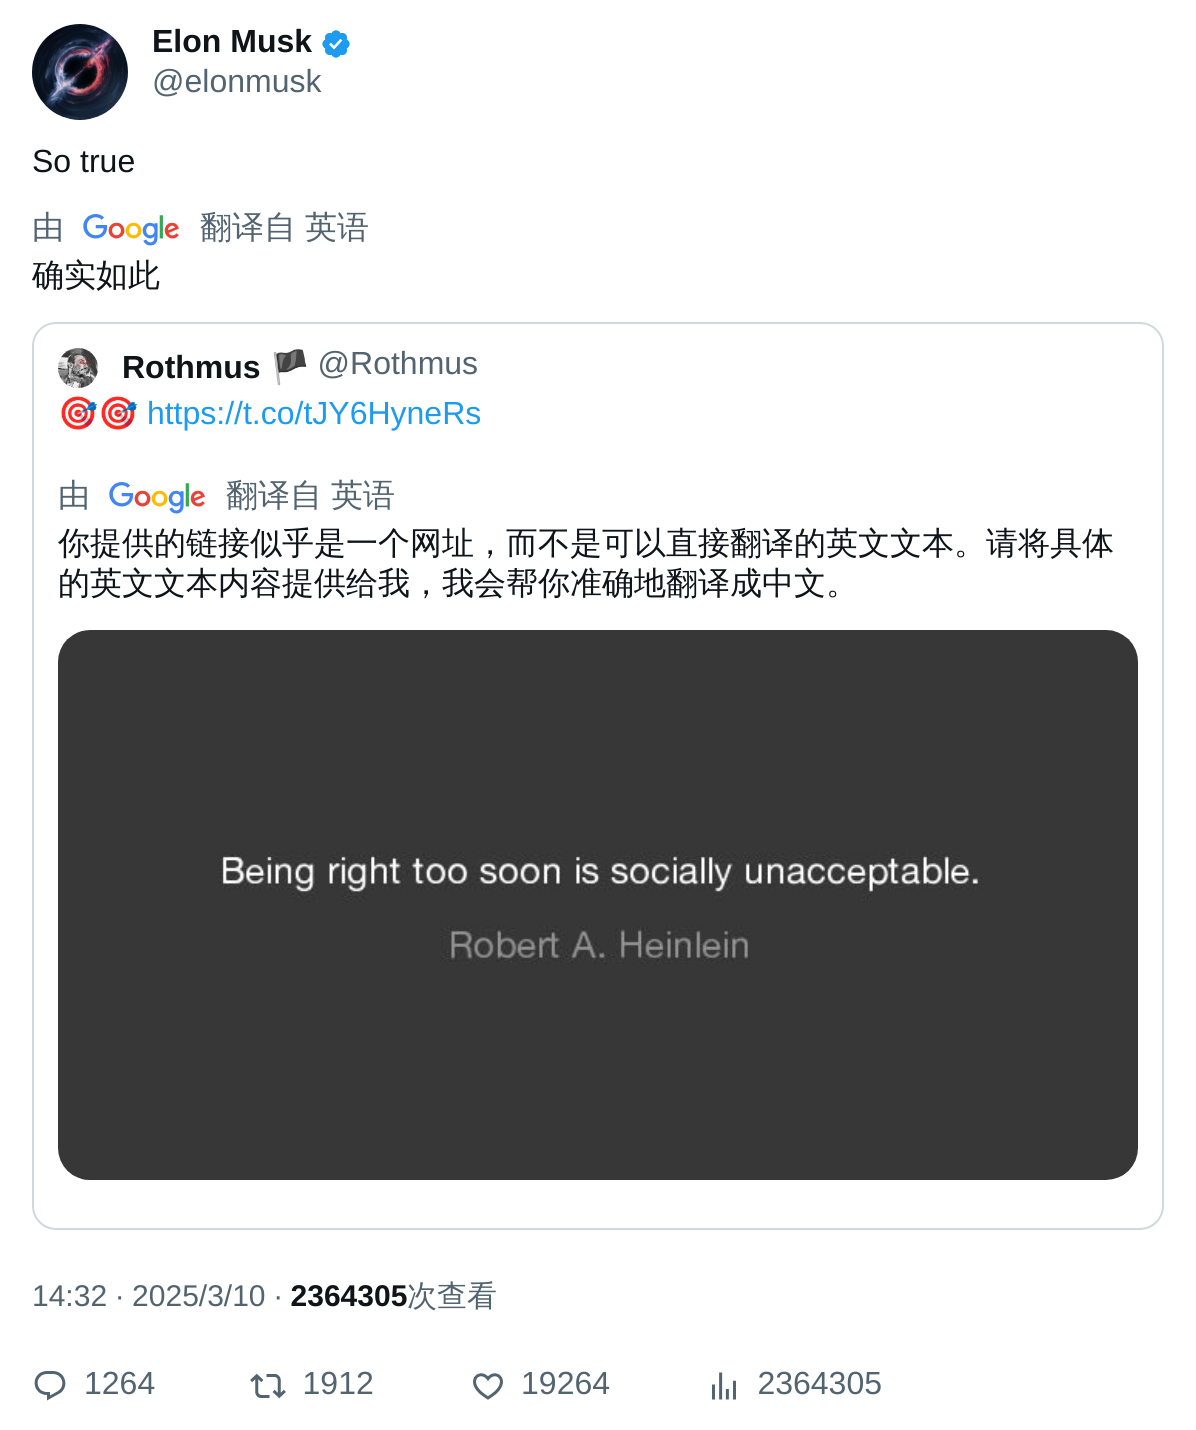 Elon Musk
@elonmusk
So true
由 Google 翻译自 英语
确实如此
Rothmus 🏴 @Rothmus
🎯🎯 https://t.co/tJY6HyneRs
由 Google 翻译自 英语
你提供的链接似乎是一个网址，而不是可以直接翻译的英文文本。请将具体
的英文文本内容提供给我，我会帮你准确地翻译成中文。
Being right too soon is socially unacceptable.
Robert A. Heinlein
14:32 · 2025/3/10 · 2364305次查看
1264 1912 19264 2364305